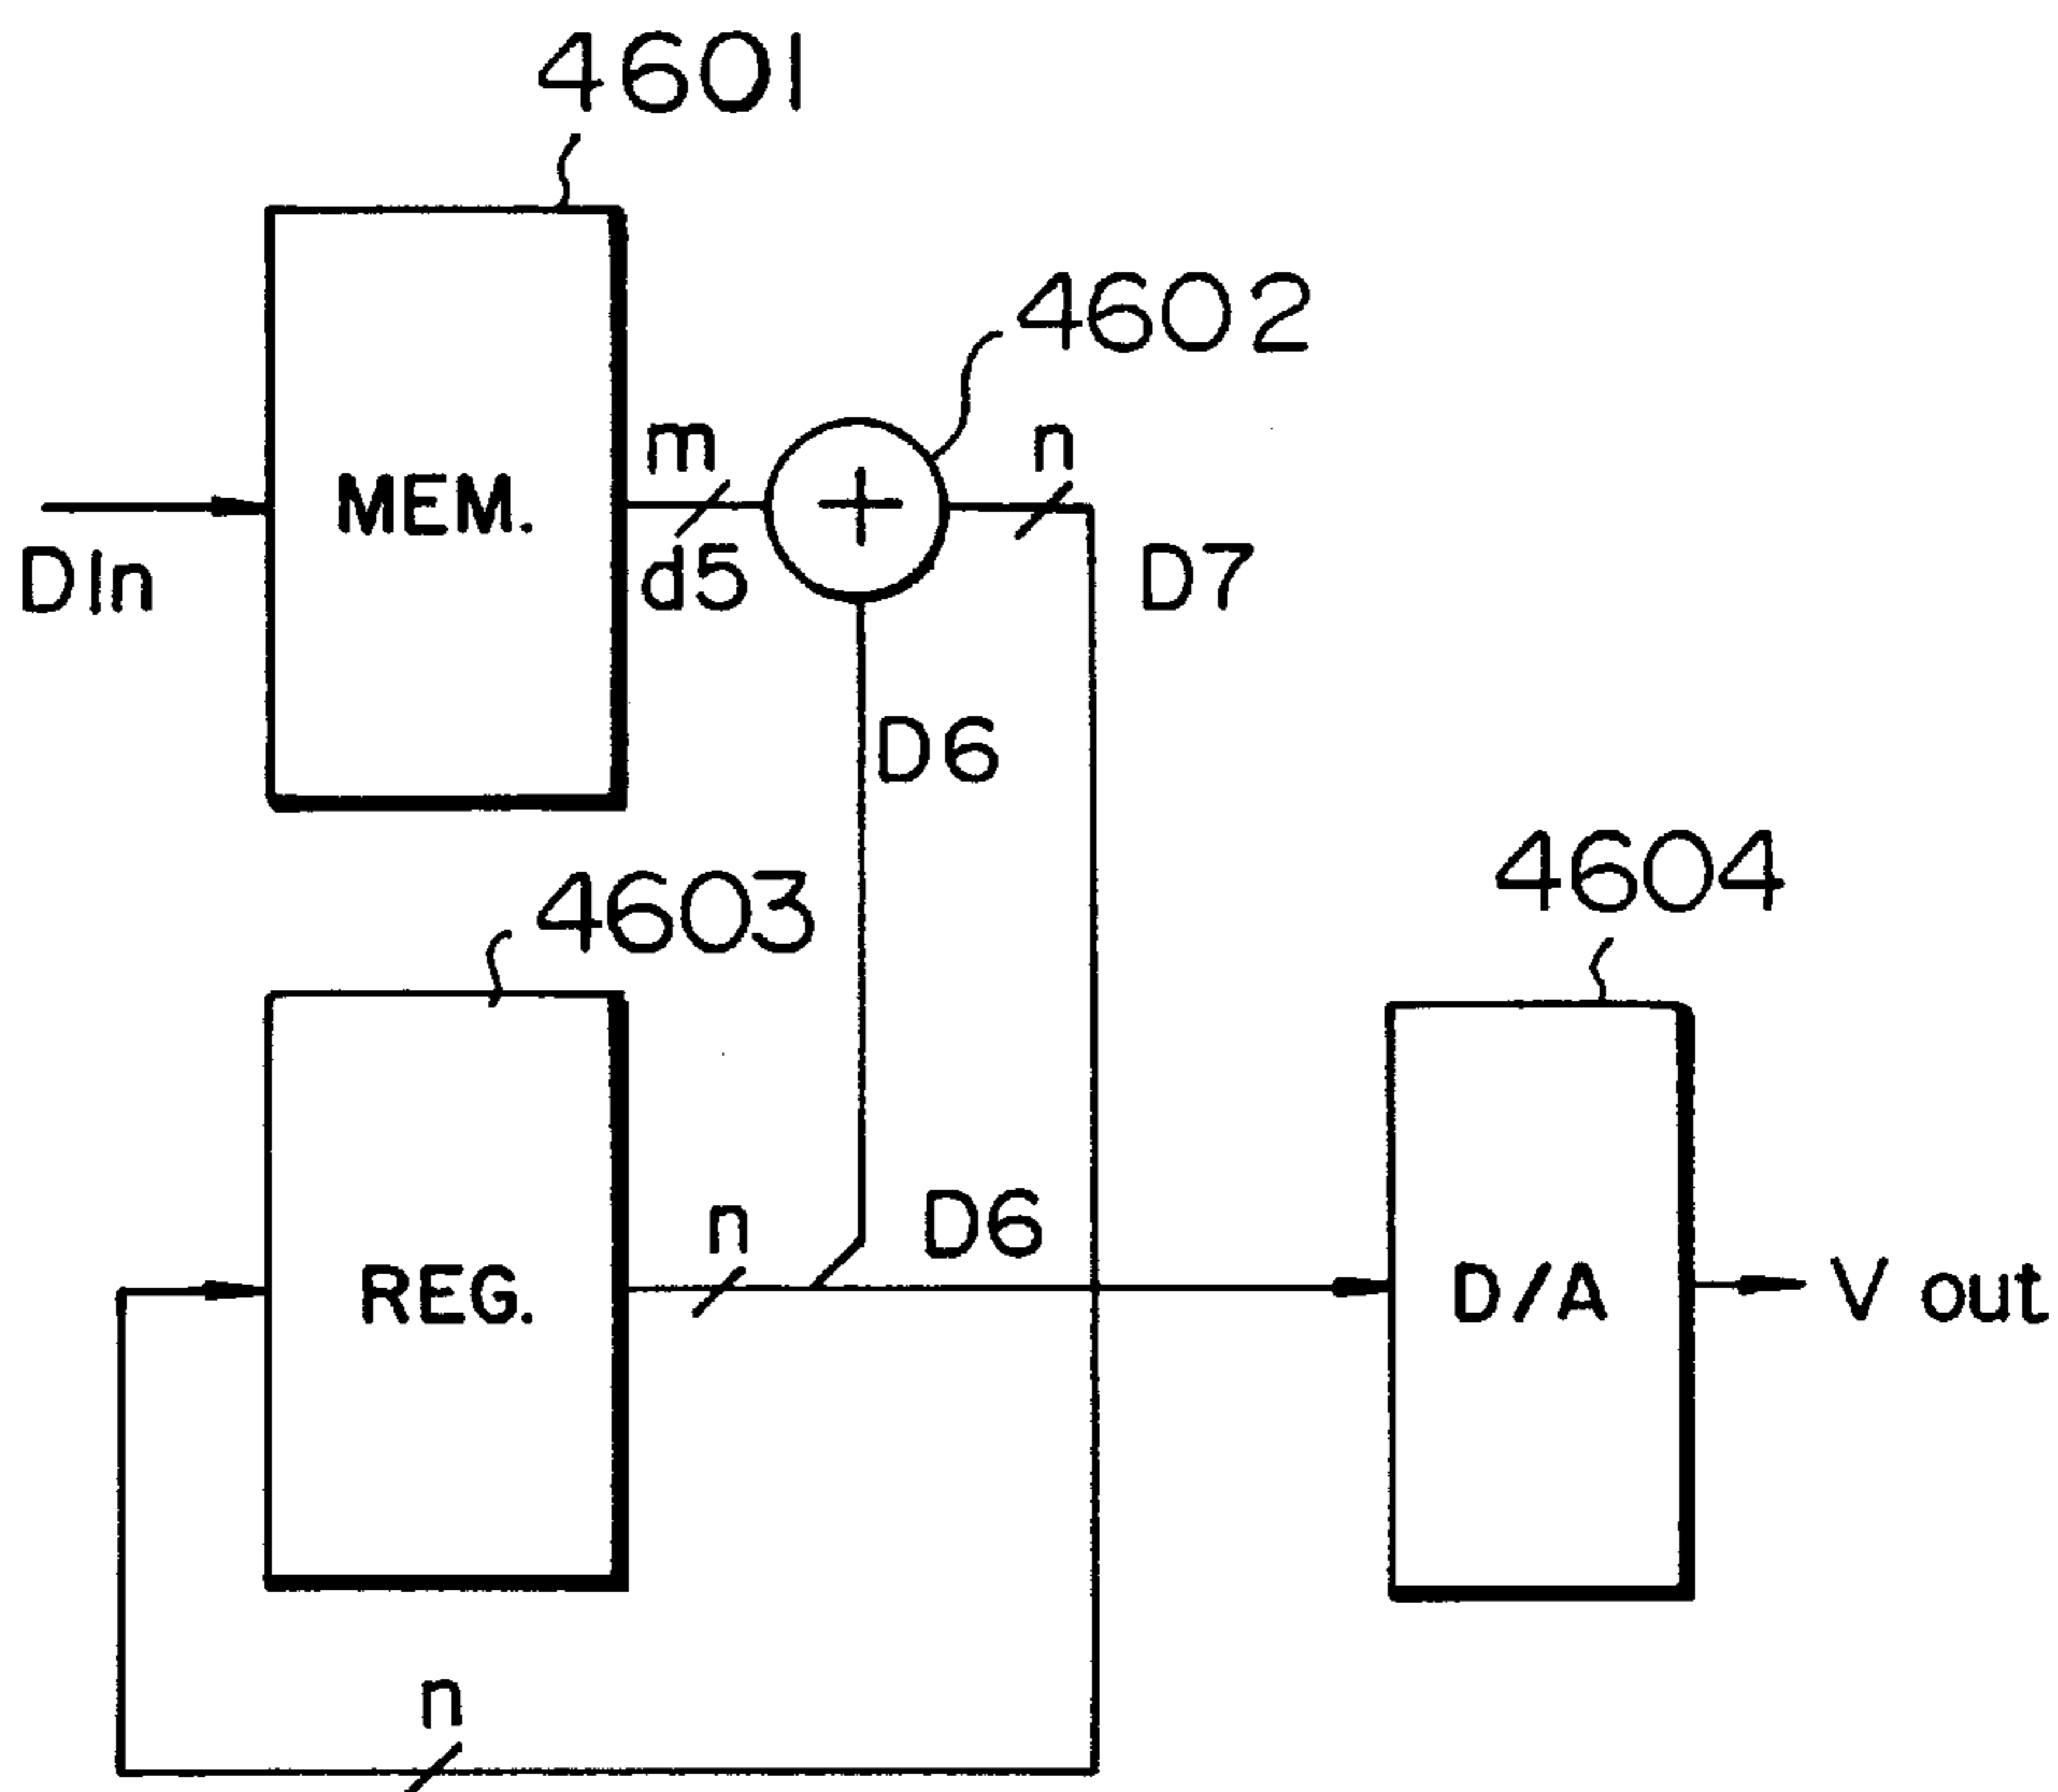 4601
4602
m
n
MEM.
DIn
d5
D7
D6
4604
4603
n
D6
REG.
D/A
V out
n